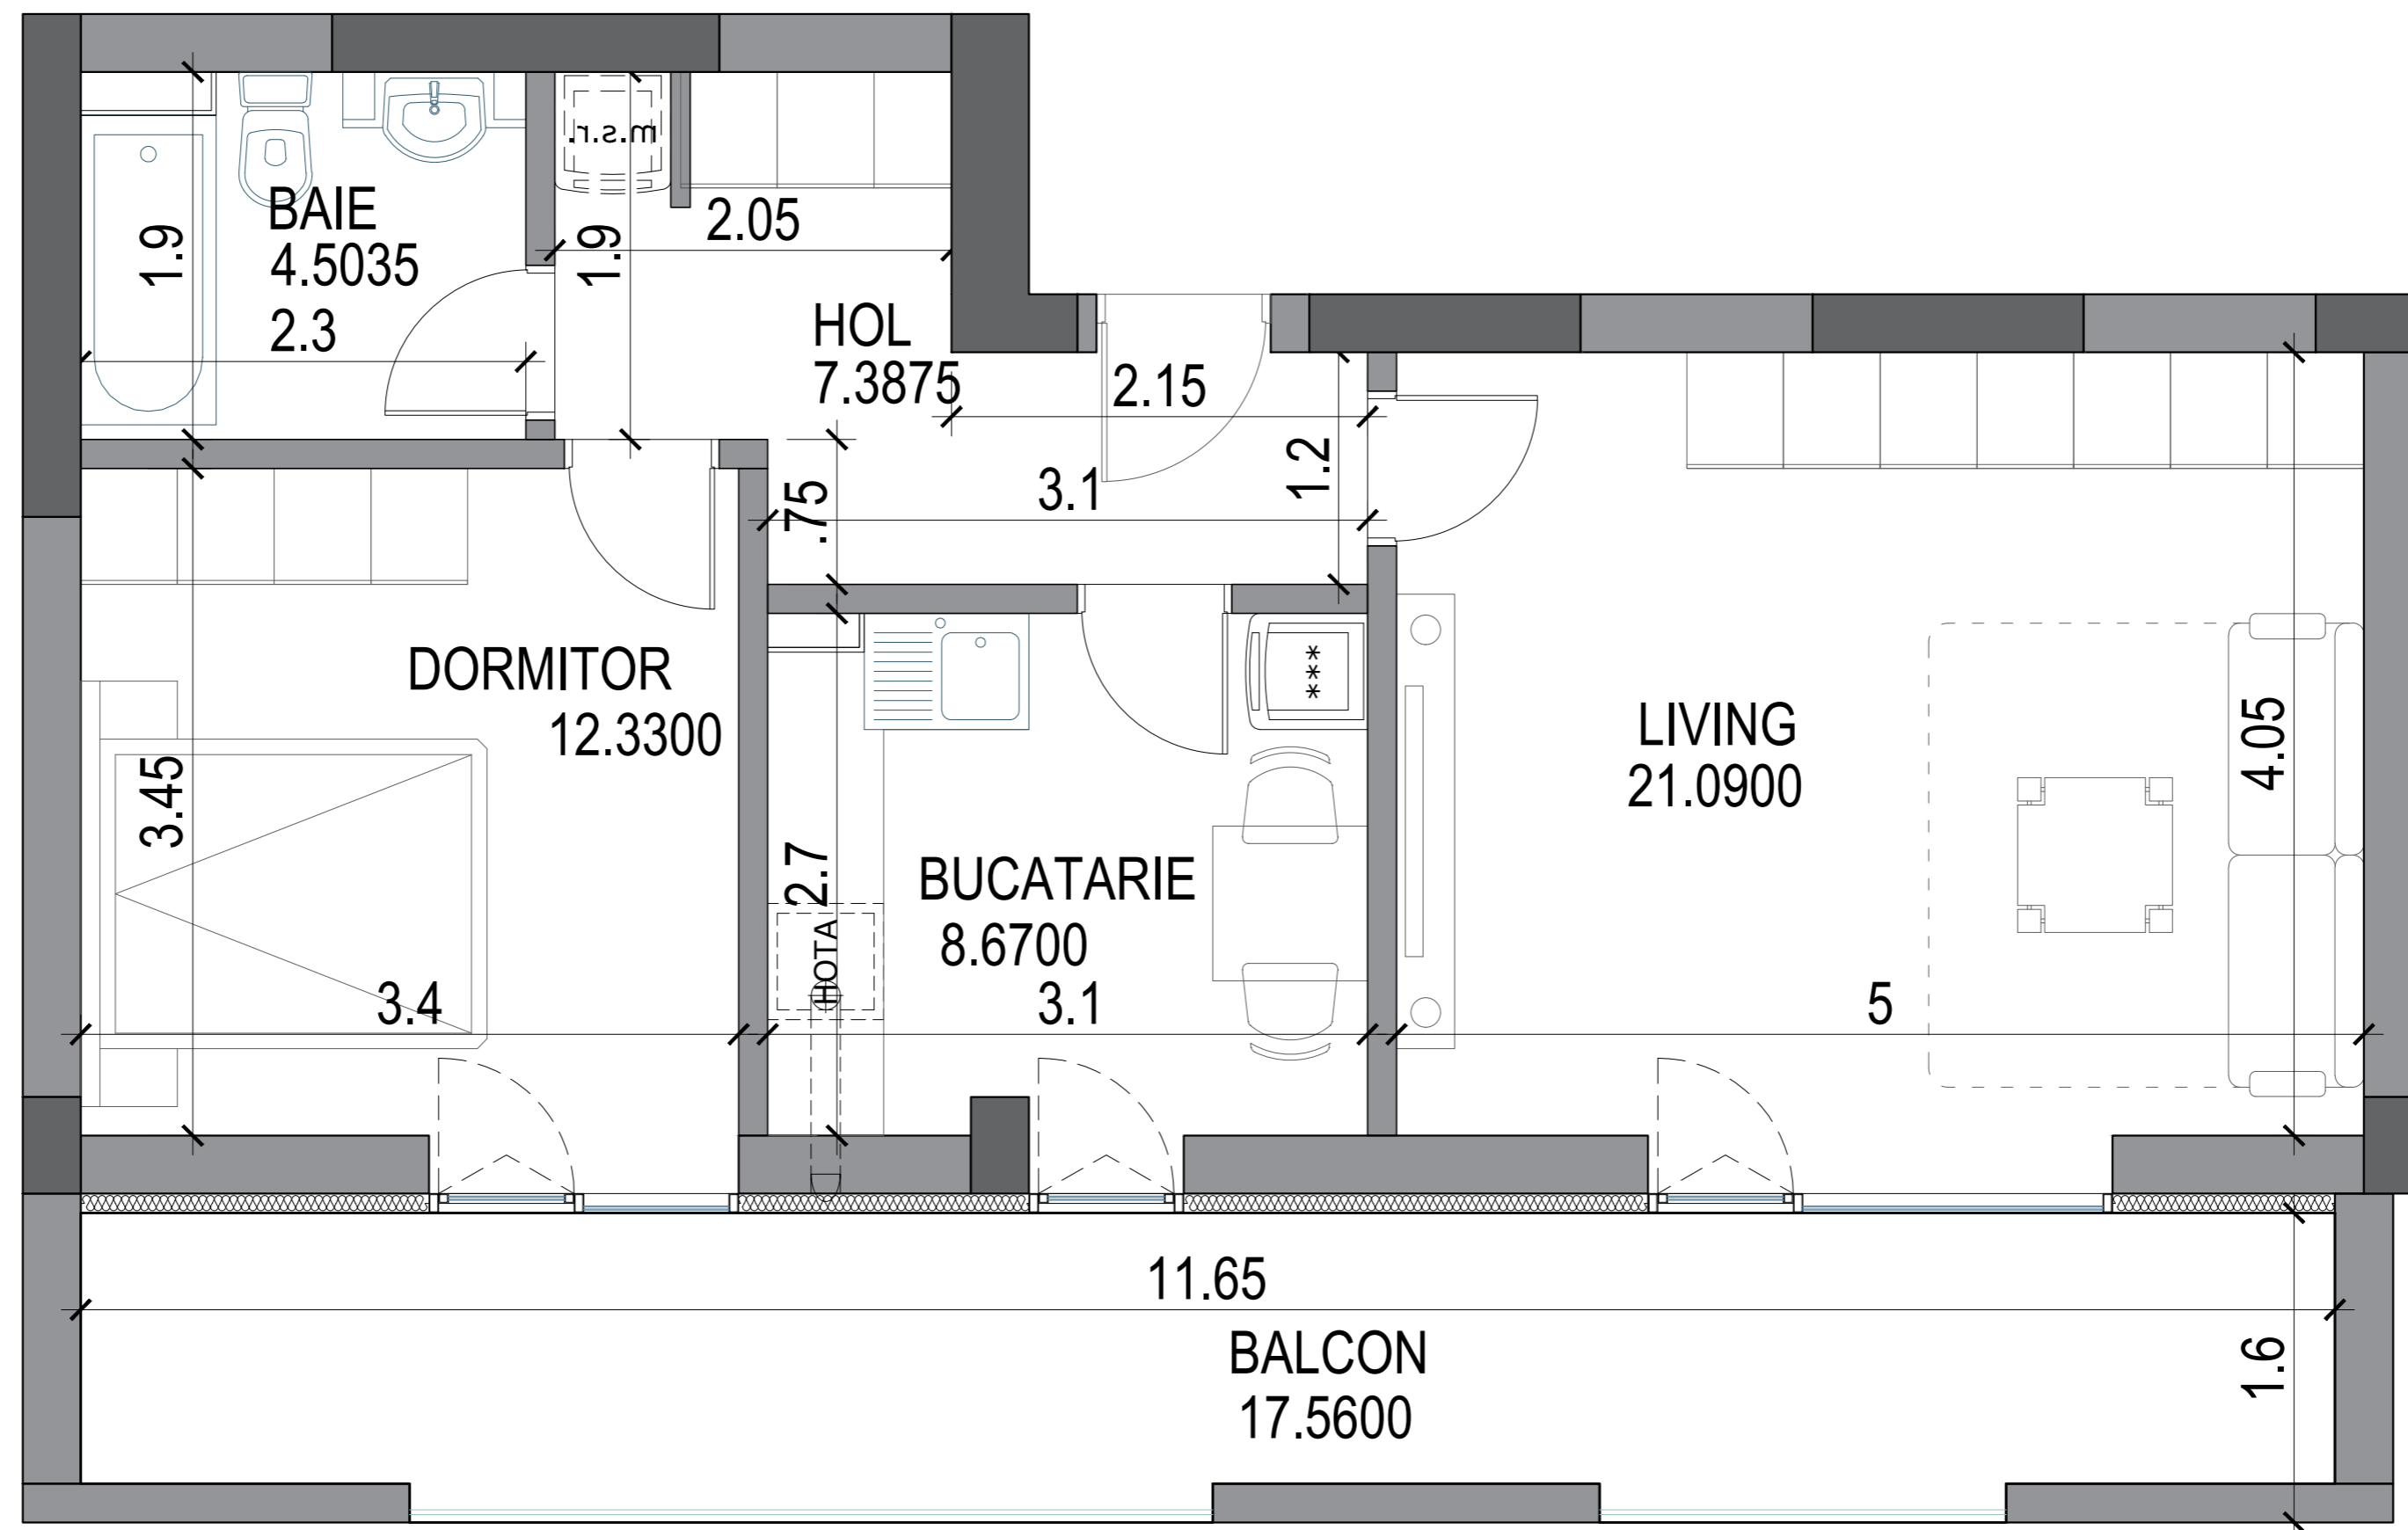 m.s.r.
BAIE
4.5035
2.3
1.9
1.9
2.05
HOL
7.3875
2.15
1.2
3.1
.75
DORMITOR
12.3300
3.45
3.4
2.7
HOTA
BUCATARIE
8.6700
3.1
***
LIVING
21.0900
4.05
5
11.65
BALCON
17.5600
1.6